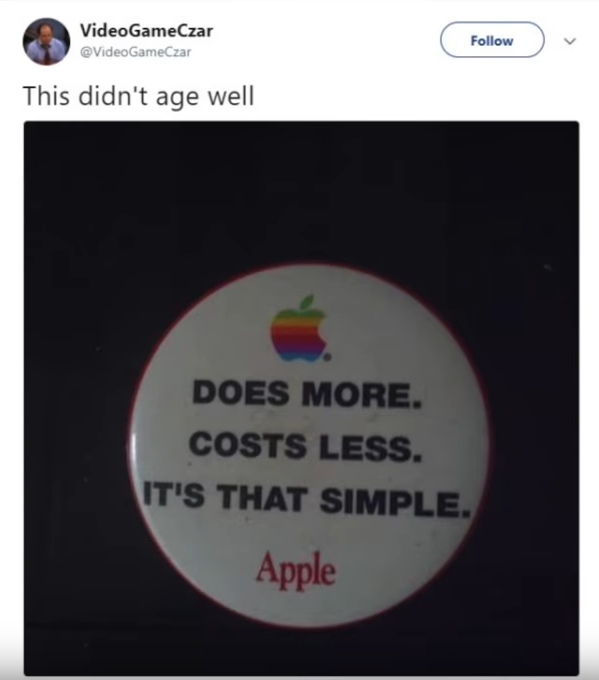 VideoGameCzar
@VideoGameCzar
Follow
This didn't age well
DOES MORE.
COSTS LESS.
IT'S THAT SIMPLE.
Apple